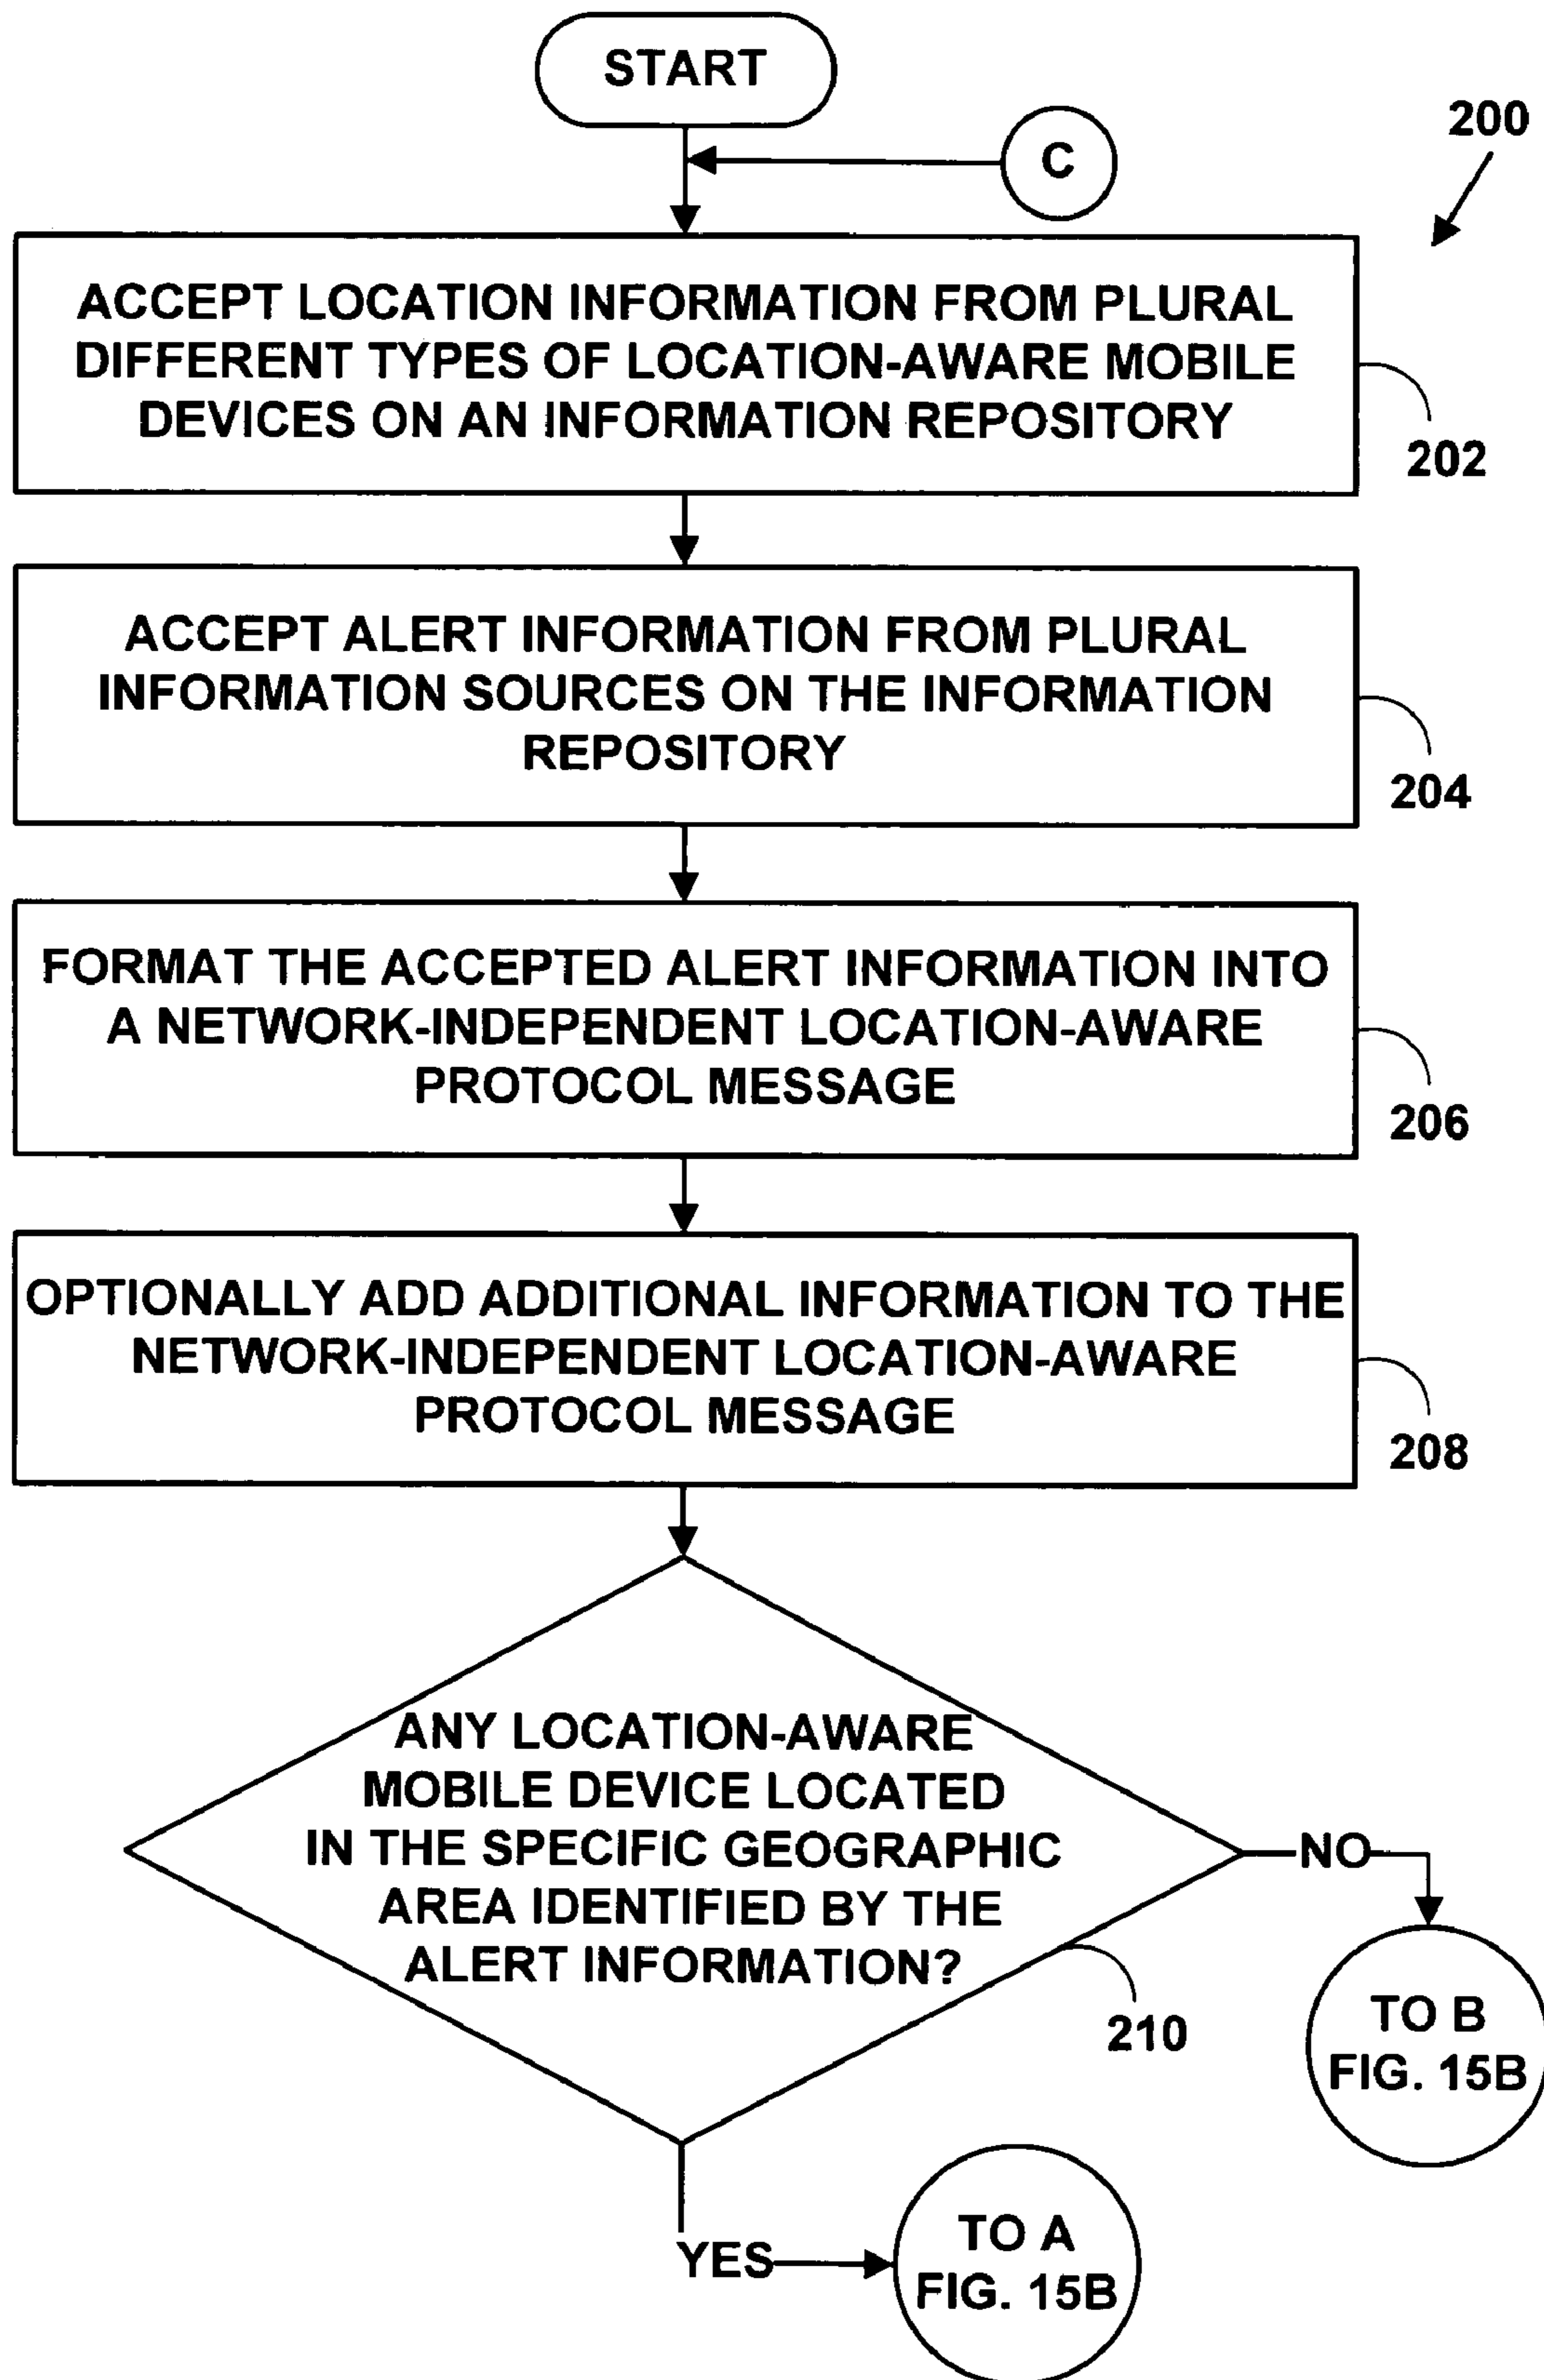 START
C
200
ACCEPT LOCATION INFORMATION FROM PLURAL
DIFFERENT TYPES OF LOCATION-AWARE MOBILE
DEVICES ON AN INFORMATION REPOSITORY
202
ACCEPT ALERT INFORMATION FROM PLURAL
INFORMATION SOURCES ON THE INFORMATION
REPOSITORY
204
FORMAT THE ACCEPTED ALERT INFORMATION INTO
A NETWORK-INDEPENDENT LOCATION-AWARE
PROTOCOL MESSAGE
206
OPTIONALLY ADD ADDITIONAL INFORMATION TO THE
NETWORK-INDEPENDENT LOCATION-AWARE
PROTOCOL MESSAGE
208
ANY LOCATION-AWARE
MOBILE DEVICE LOCATED
IN THE SPECIFIC GEOGRAPHIC
AREA IDENTIFIED BY THE
ALERT INFORMATION?
210
NO
TO B
FIG. 15B
YES
TO A
FIG. 15B